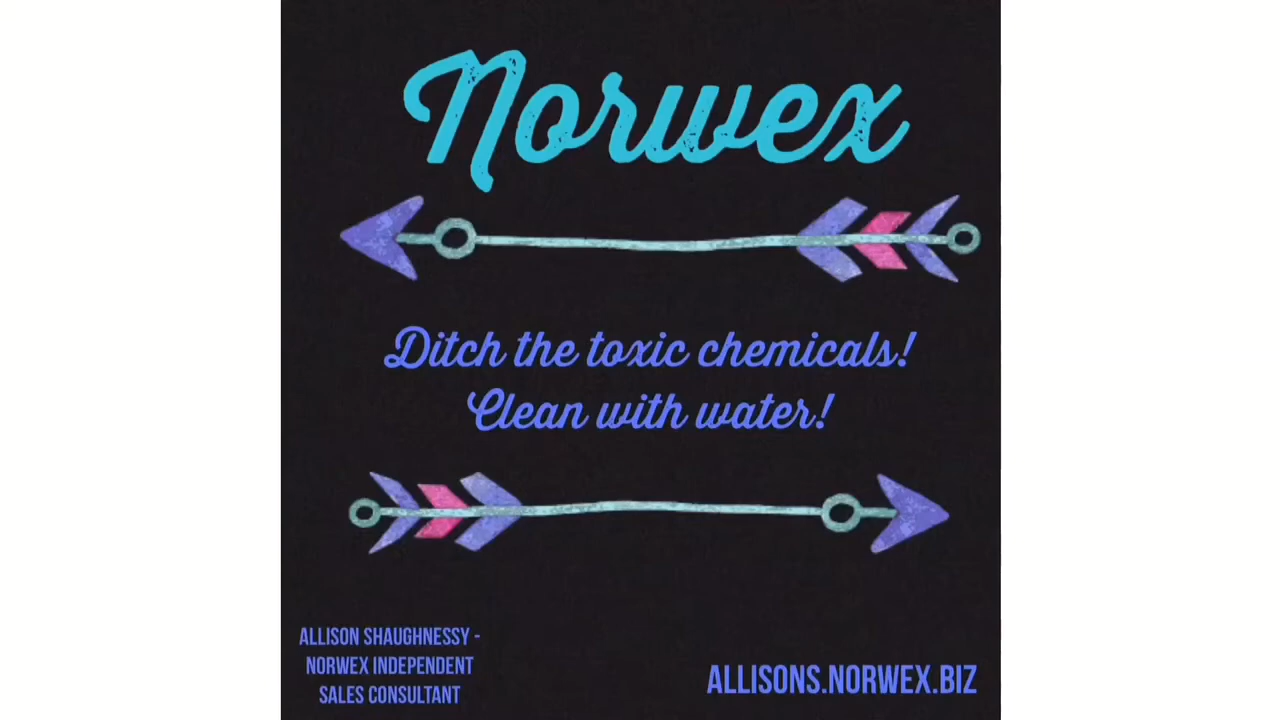 Norwex
Ditch the toxic chemicals!
Clean with water!
ALLISON SHAUGHNESSY -
NORWEX INDEPENDENT
SALES CONSULTANT
ALLISONS.NORWEX.BIZ